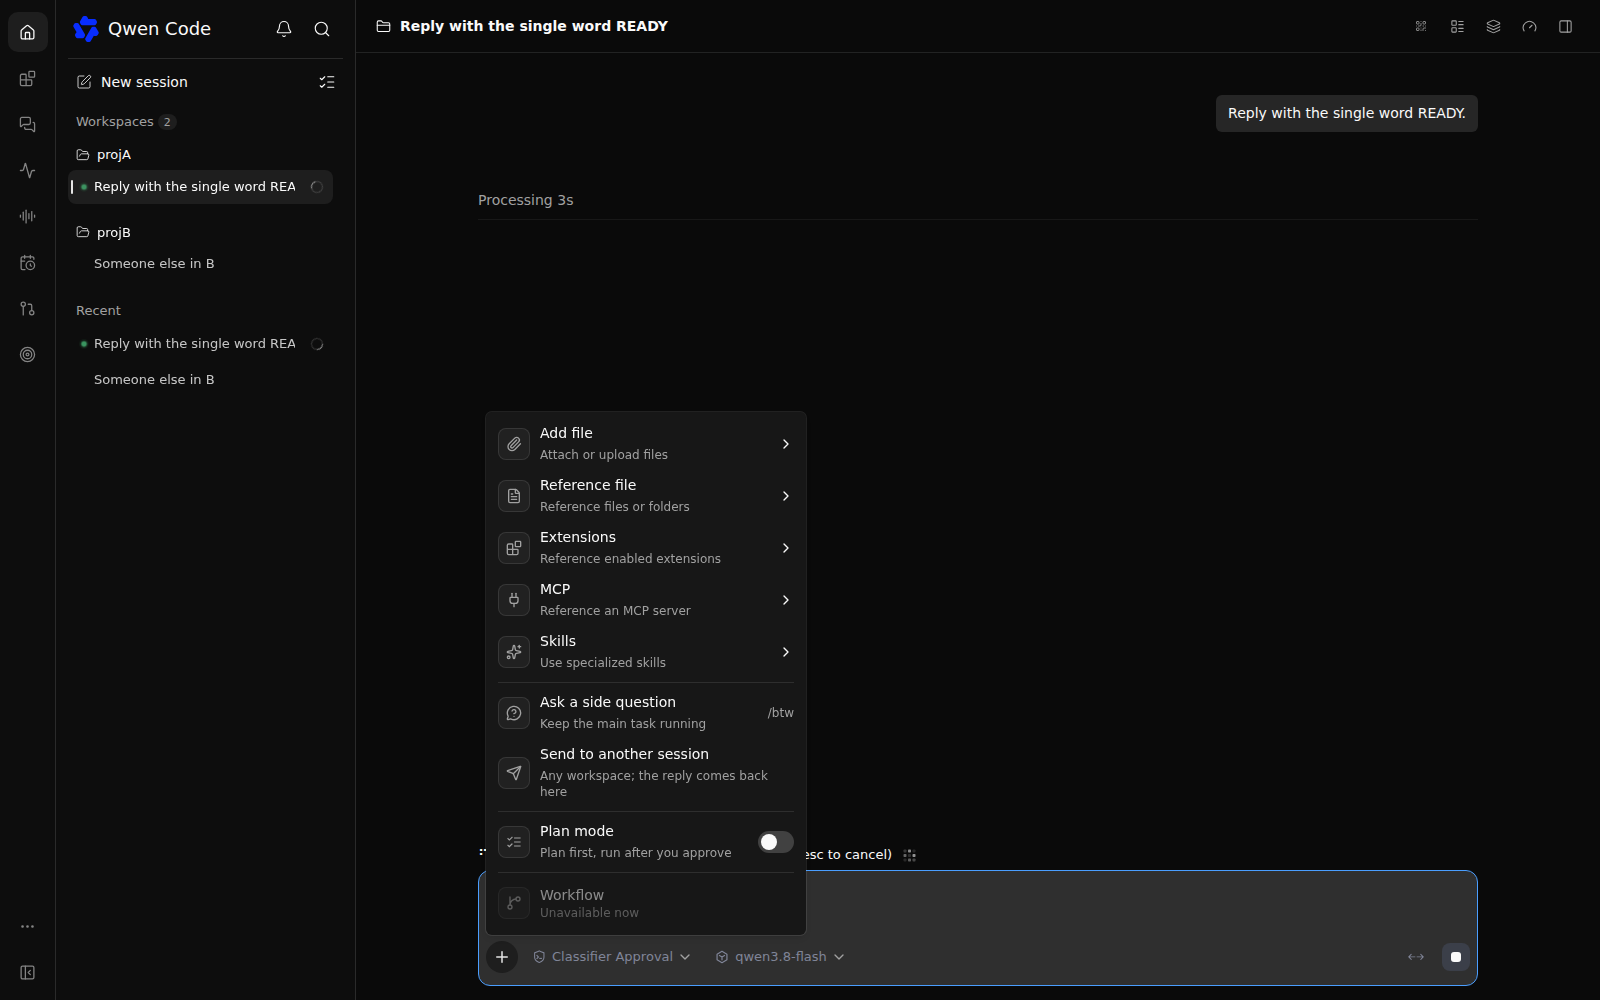 Qwen Code
New session
Workspaces 2
projA
Reply with the single word REA
projB
Someone else in B
Recent
Reply with the single word REA
Someone else in B
Reply with the single word READY
Reply with the single word READY.
Processing 3s
Add file
Attach or upload files
Reference file
Reference files or folders
Extensions
Reference enabled extensions
MCP
Reference an MCP server
Skills
Use specialized skills
Ask a side question
Keep the main task running
/btw
Send to another session
Any workspace; the reply comes back
here
Plan mode
Plan first, run after you approve
Workflow
Unavailable now
esc to cancel)
Classifier Approval
qwen3.8-flash